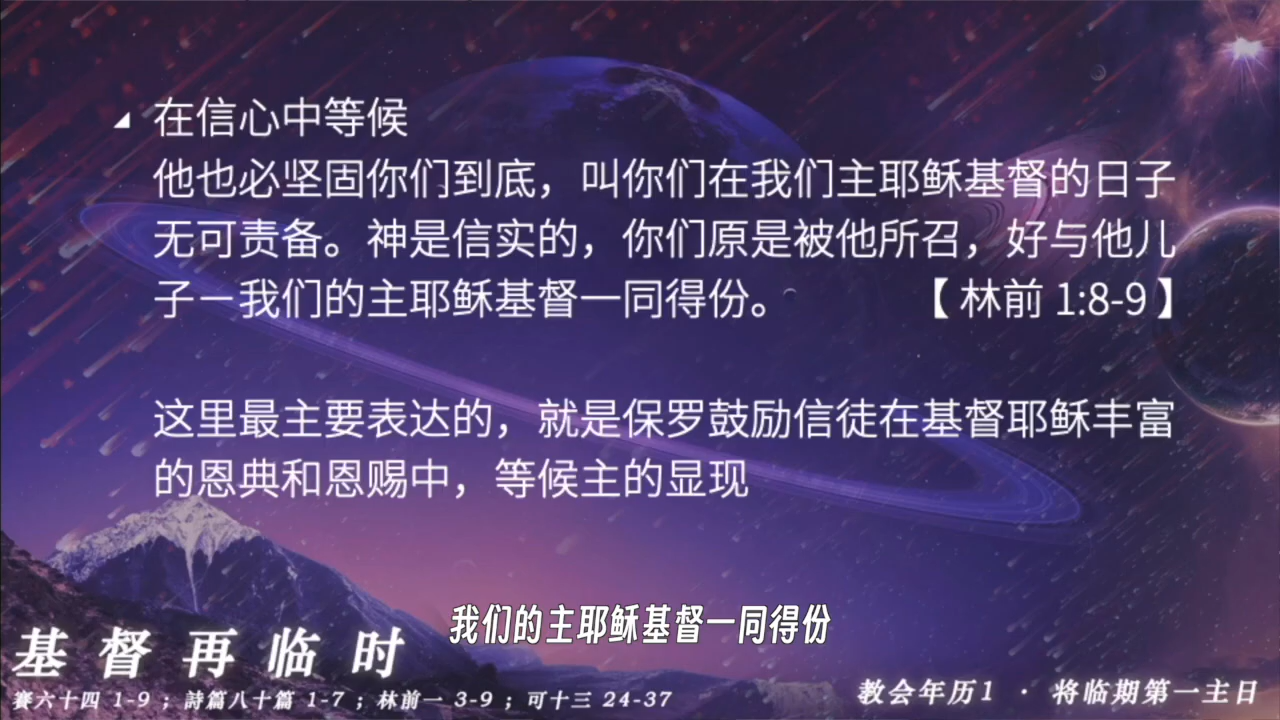 在信心中等候
他也必坚固你们到底，叫你们在我们主耶稣基督的日子
无可责备。神是信实的，你们原是被他所召，好与他儿
子－我们的主耶稣基督一同得份。 【 林前 1:8-9 】
这里最主要表达的，就是保罗鼓励信徒在基督耶稣丰富
的恩典和恩赐中，等候主的显现
我们的主耶稣基督一同得份
基督再临时
賽六十四 1-9 ；詩篇八十篇 1-7 ；林前一 3-9 ；可十三 24-37
教会年历1 · 将临期第一主日